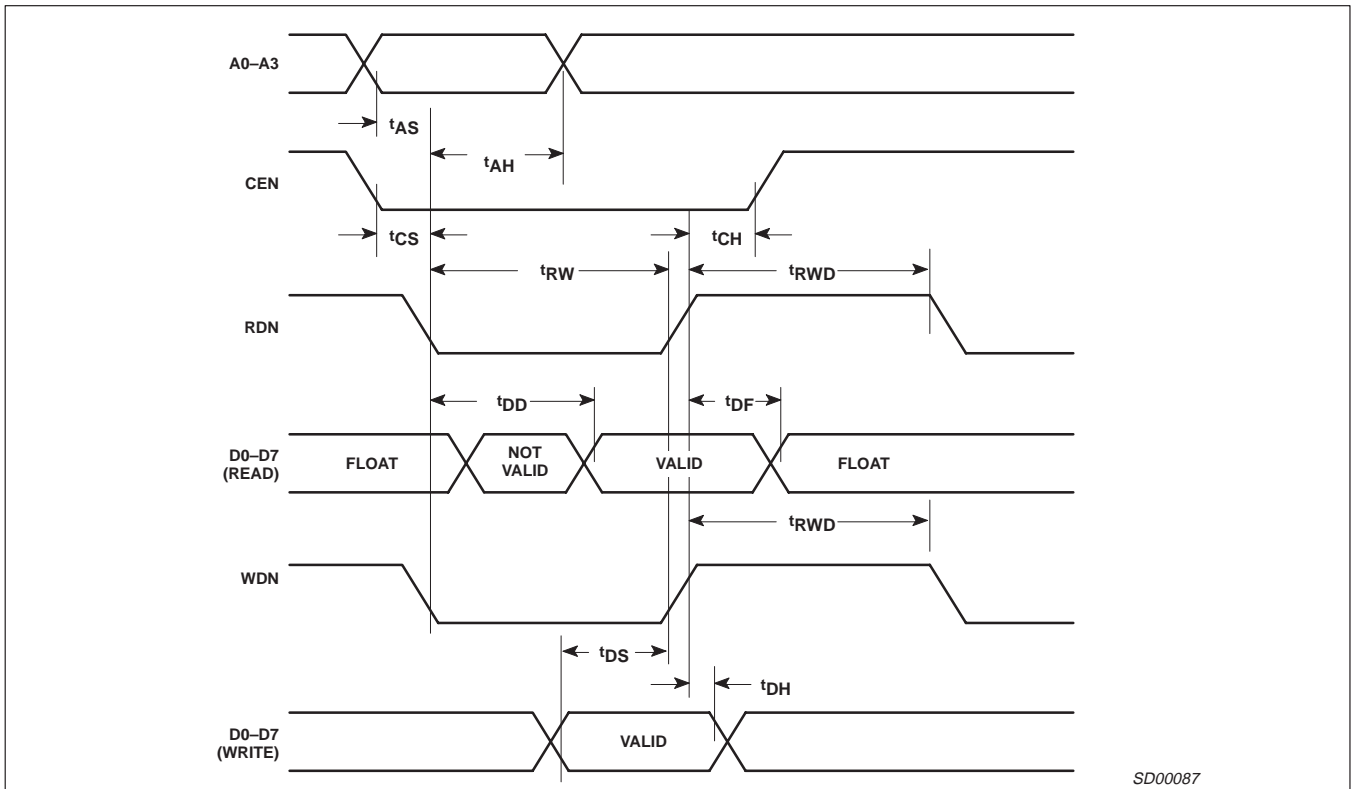 A0–A3
tAS
tAH
CEN
tCS
tCH
tRW
tRWD
RDN
tDD
tDF
D0–D7
(READ)
FLOAT
NOT
VALID
VALID
FLOAT
tRWD
WDN
tDS
tDH
D0–D7
(WRITE)
VALID
SD00087